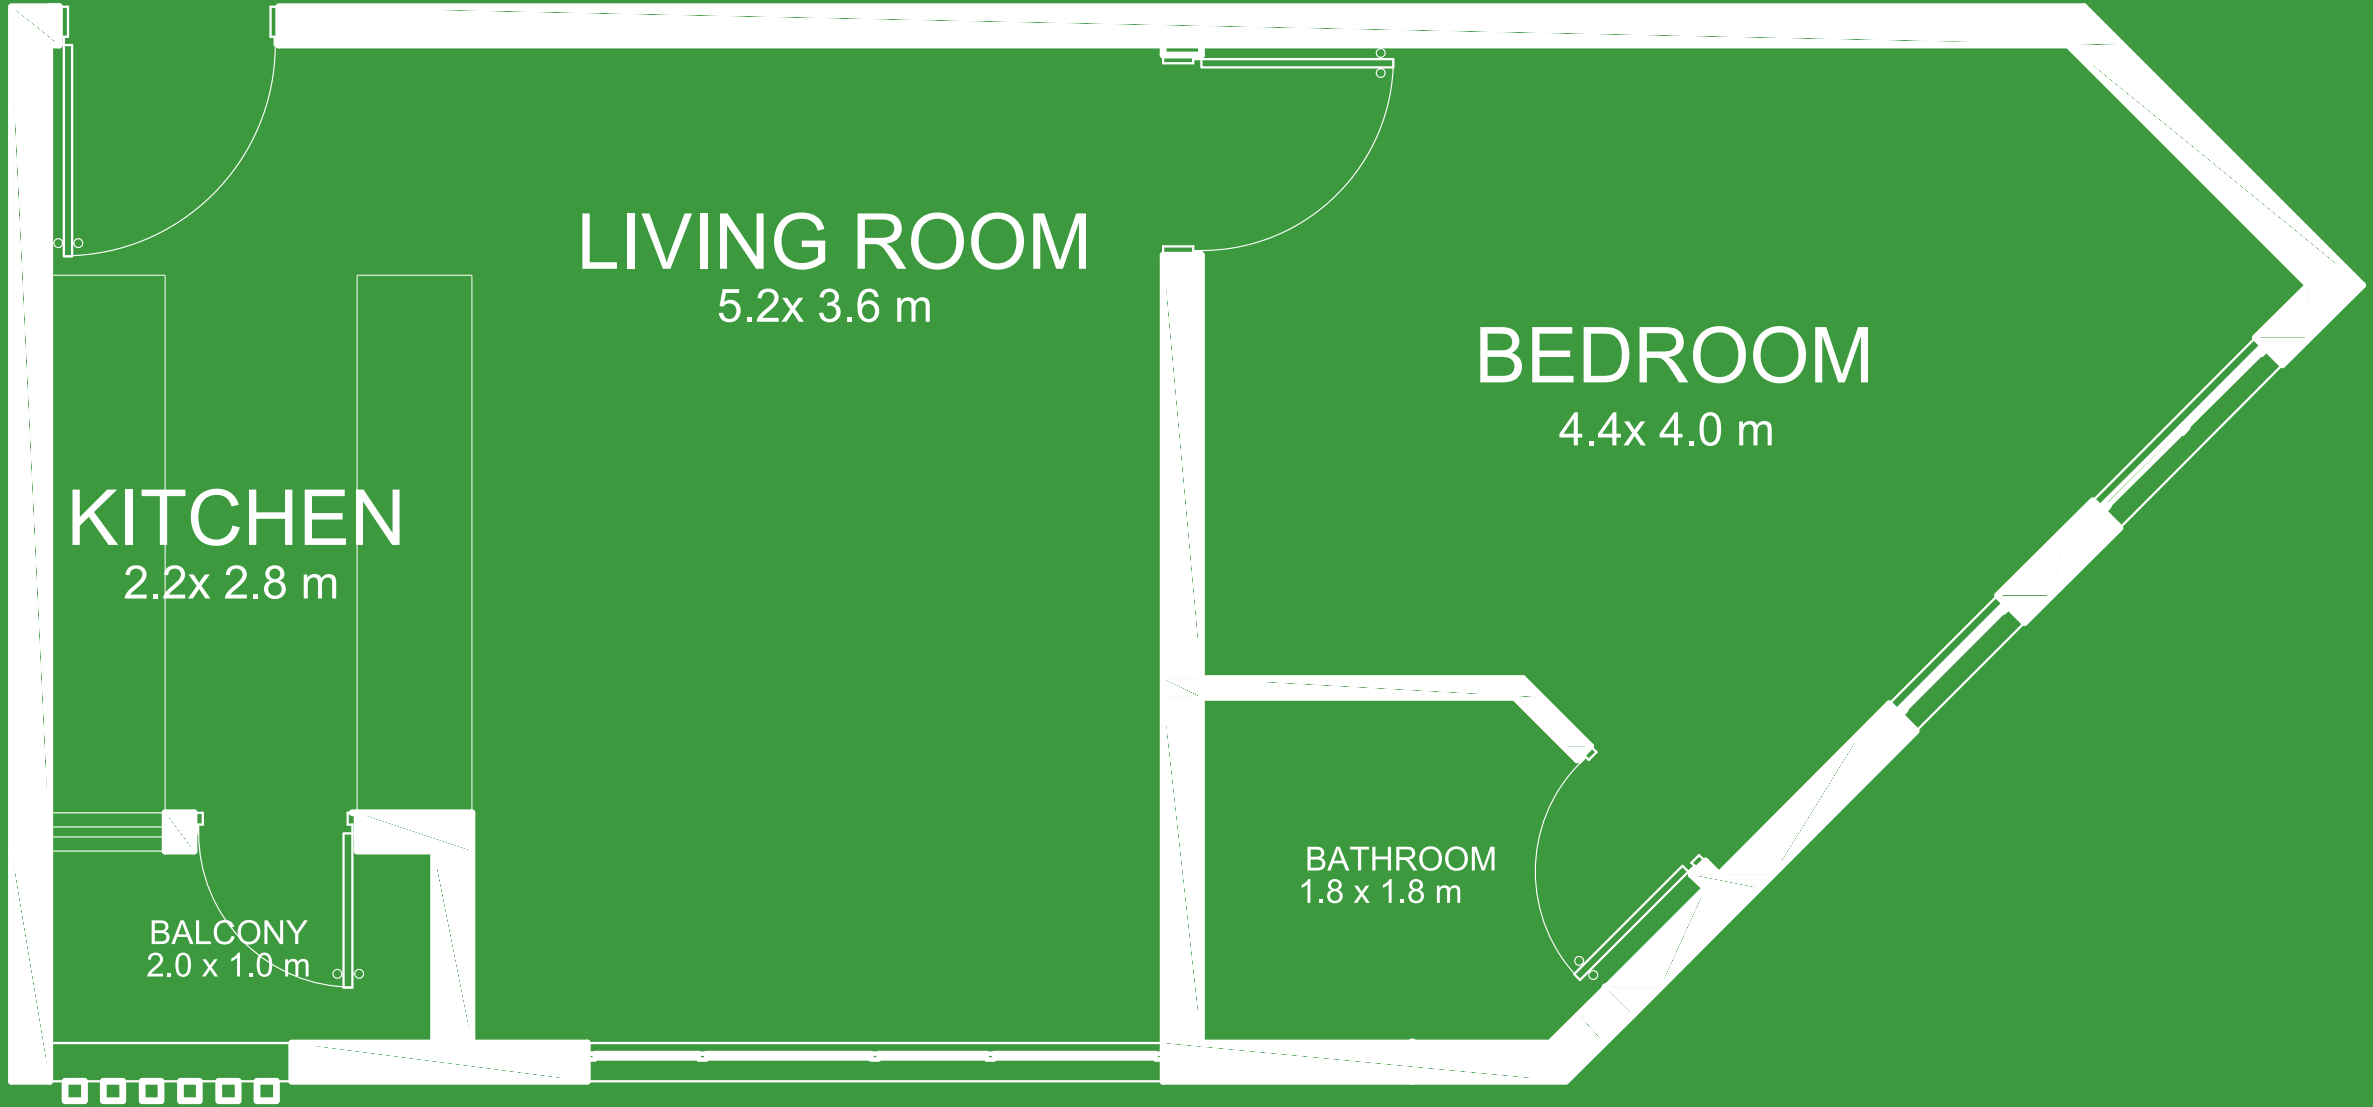 LIVING ROOM
5.2x 3.6 m
BEDROOM
4.4x 4.0 m
KITCHEN
2.2x 2.8 m
BATHROOM
1.8 x 1.8 m
BALCONY
2.0 x 1.0 m